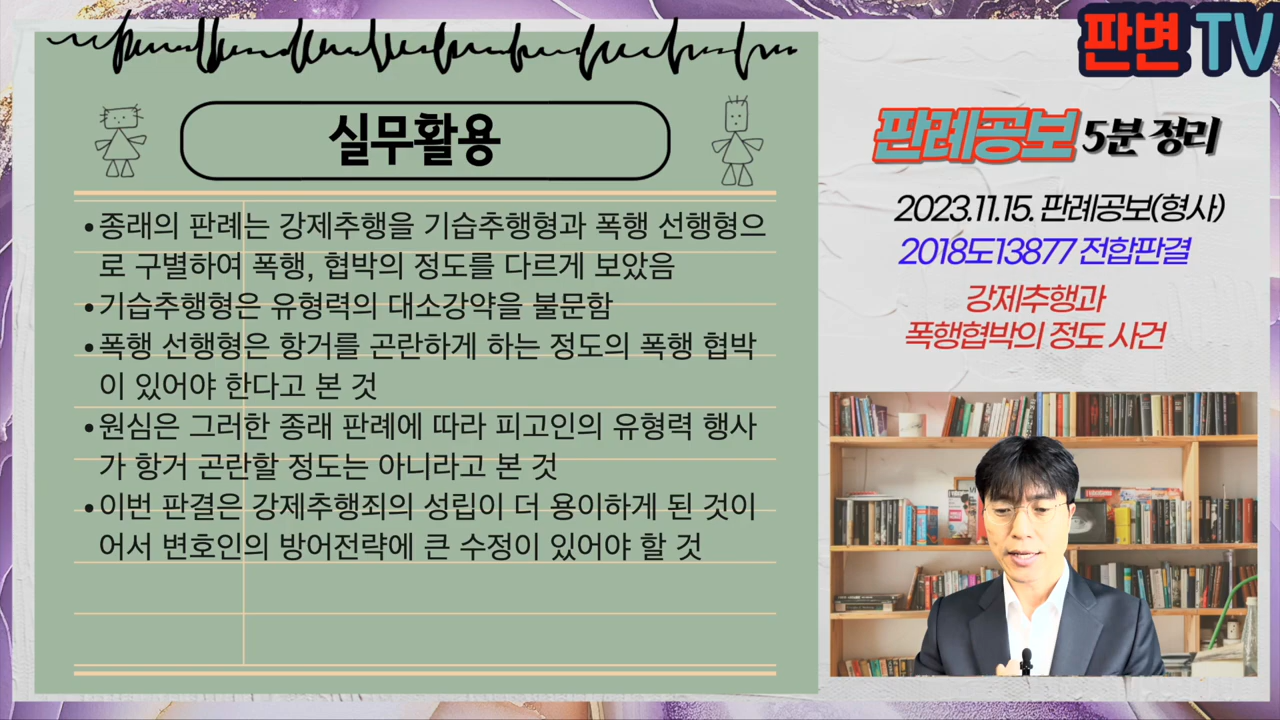 판변 TV
실무활용
• 종래의 판례는 강제추행을 기습추행형과 폭행 선행형으
로 구별하여 폭행, 협박의 정도를 다르게 보았음
• 기습추행형은 유형력의 대소강약을 불문함
• 폭행 선행형은 항거를 곤란하게 하는 정도의 폭행 협박
이 있어야 한다고 본 것
• 원심은 그러한 종래 판례에 따라 피고인의 유형력 행사
가 항거 곤란할 정도는 아니라고 본 것
• 이번 판결은 강제추행죄의 성립이 더 용이하게 된 것이
어서 변호인의 방어전략에 큰 수정이 있어야 할 것
판례공보 5분 정리
2023.11.15. 판례공보(형사)
2018도13877 전합판결
강제추행과
폭행협박의 정도 사건